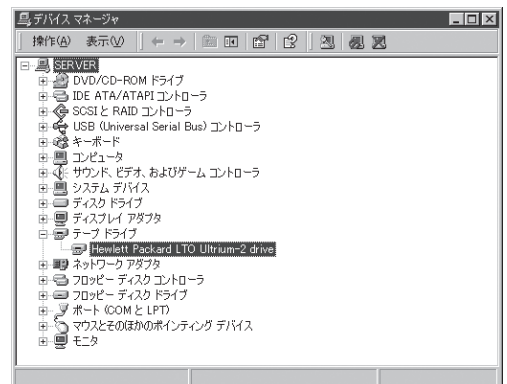 デバイス マネージャ
操作(A) 表示(V)
SERVER
DVD/CD-ROM ドライブ
IDE ATA/ATAPI コントローラ
SCSI と RAID コントローラ
USB (Universal Serial Bus) コントローラ
キーボード
コンピュータ
サウンド、ビデオ、およびゲーム コントローラ
システム デバイス
ディスク ドライブ
ディスプレイ アダプタ
テープ ドライブ
Hewlett Packard LTO Ultrium-2 drive
ネットワーク アダプタ
フロッピー ディスク コントローラ
フロッピー ディスク ドライブ
ポート (COM と LPT)
マウスとそのほかのポインティング デバイス
モニタ